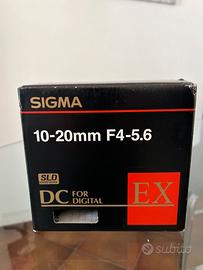 SIGMA
10-20mm F4-5.6
SLD
DC FOR DIGITAL
EX
subito